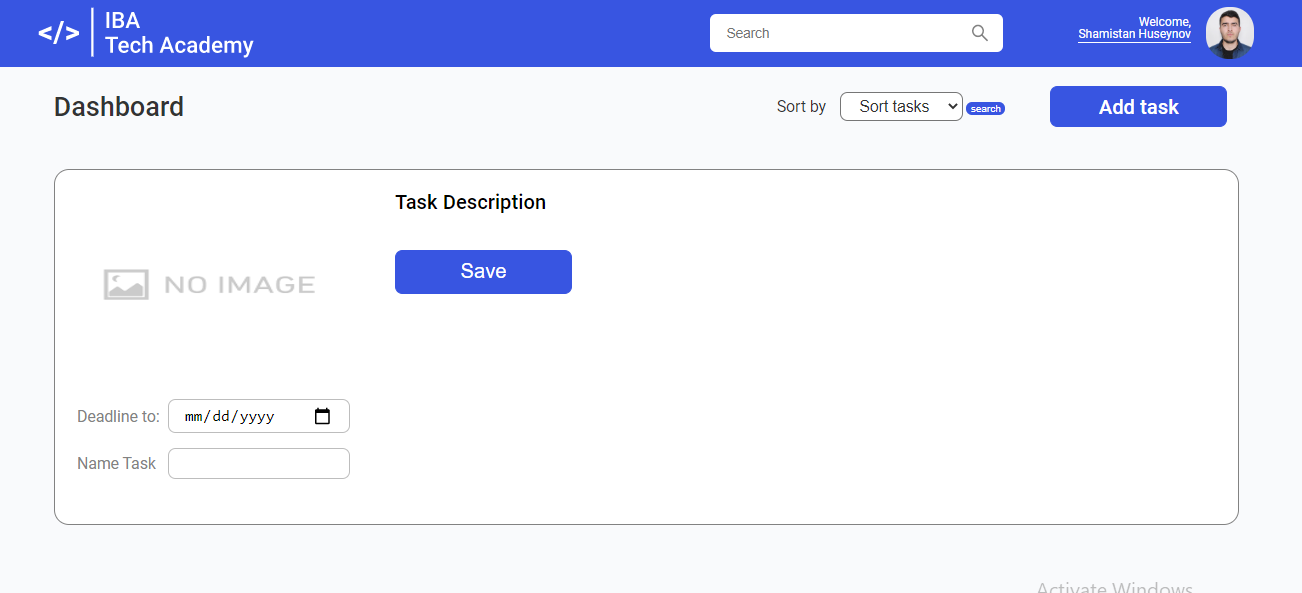 </>
IBA
Tech Academy
Search
Welcome,
Shamistan Huseynov
Dashboard
Sort by
Sort tasks
search
Add task
Task Description
NO IMAGE
Save
Deadline to:
mm/dd/yyyy
Name Task
Activate Windows